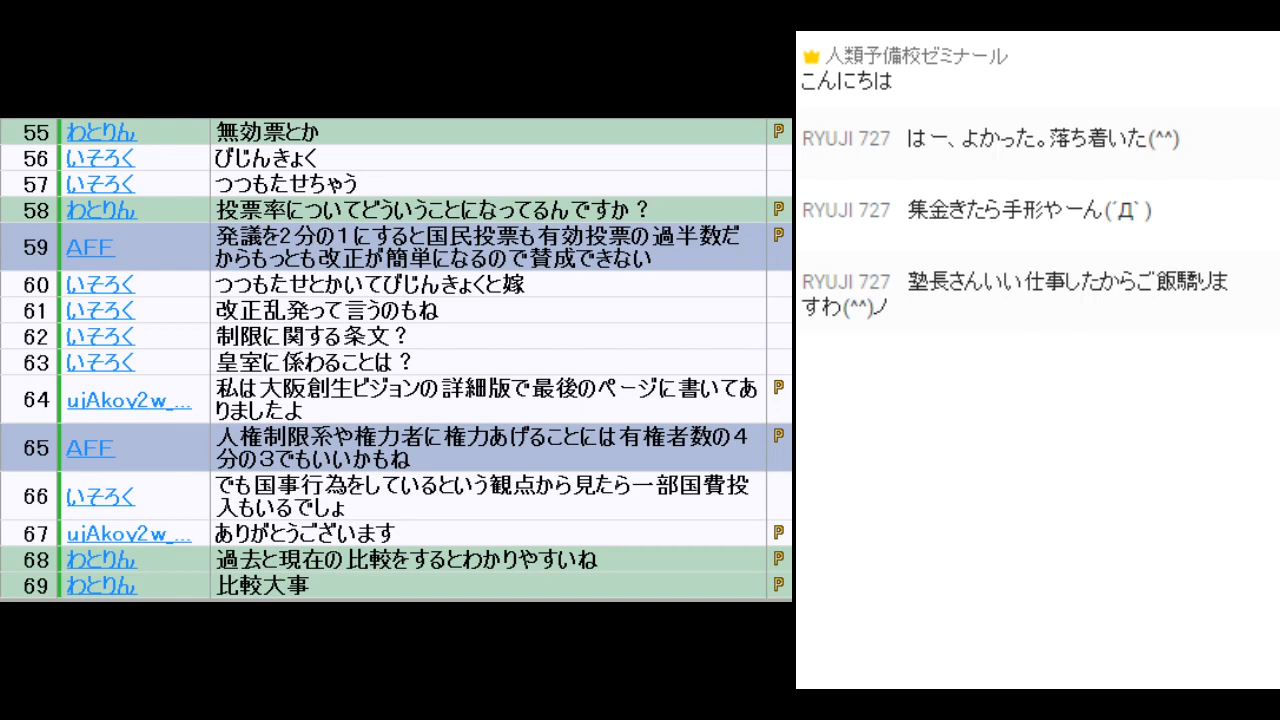 55 わとりん 無効票とか P
56 いそろく びじんきょく
57 いそろく つつもたせちゃう
58 わとりん 投票率についてどういうことになってるんですか？ P
59 AFF 発議を2分の１にすると国民投票も有効投票の過半数だ P
からもっとも改正が簡単になるので賛成できない
60 いそろく つつもたせとかいてびじんきょくと嫁
61 いそろく 改正乱発って言うのもね
62 いそろく 制限に関する条文？
63 いそろく 皇室に係わることは？
64 ujAkoy2w_... 私は大阪創生ビジョンの詳細版で最後のページに書いてあ P
りましたよ
65 AFF 人権制限系や権力者に権力あげることには有権者数の４ P
分の３でもいいかもね
66 いそろく でも国事行為をしているという観点から見たら一部国費投
入もいるでしょ
67 ujAkoy2w_... ありがとうございます P
68 わとりん 過去と現在の比較をするとわかりやすいね P
69 わとりん 比較大事 P
人類予備校ゼミナール
こんにちは
RYUJI 727 はー、よかった。落ち着いた(^^)
RYUJI 727 集金きたら手形やーん(´Д｀)
RYUJI 727 塾長さんいい仕事したからご飯驕りま
すわ(^^)ノ